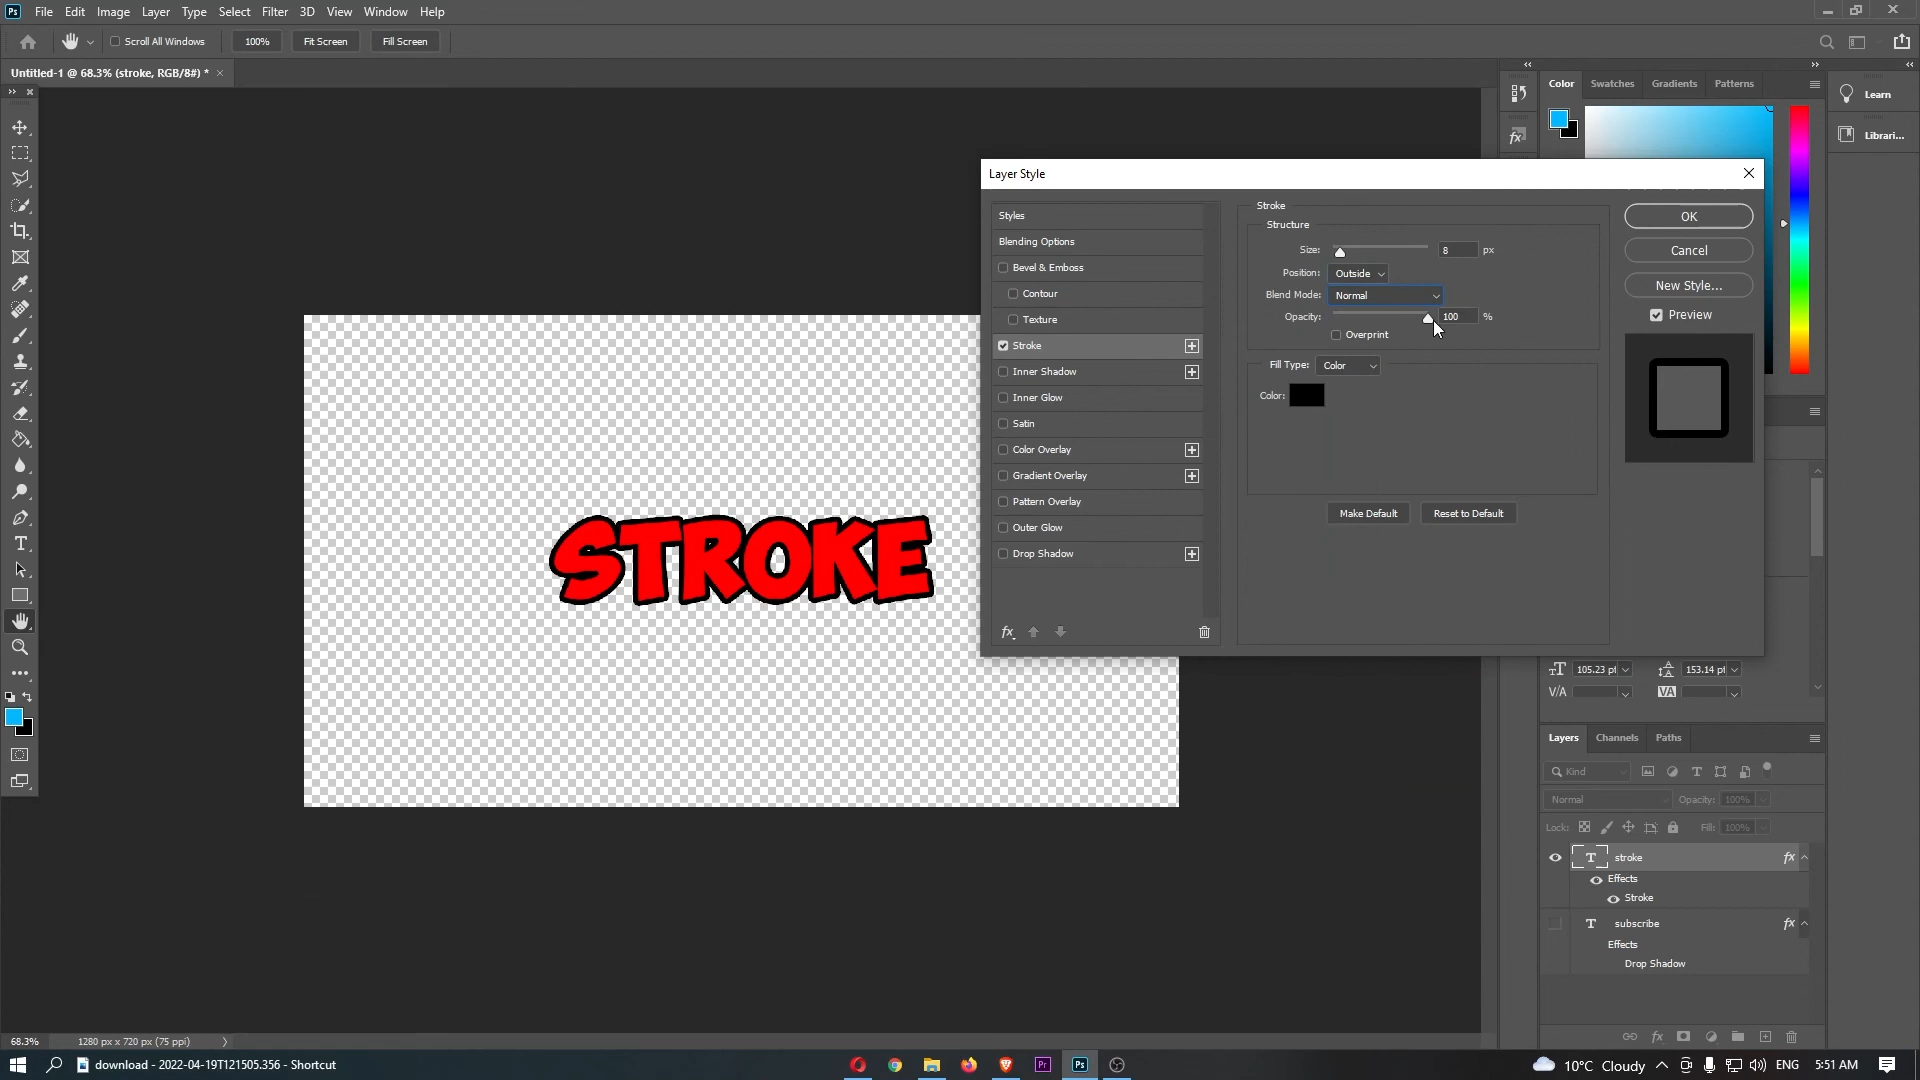 Ps File Edit Image Layer Type Select Filter 3D View Window Help
Scroll All Windows 100% Fit Screen Fill Screen
Untitled-1 @ 68.3% (stroke, RGB/8#) * ×
Color Swatches Gradients Patterns
Learn
Librari...
Layer Style
Styles
Blending Options
Bevel & Emboss
Contour
Texture
Stroke
Inner Shadow
Inner Glow
Satin
Color Overlay
Gradient Overlay
Pattern Overlay
Outer Glow
Drop Shadow
fx
Stroke
Structure
Size: 8 px
Position: Outside
Blend Mode: Normal
Opacity: 100 %
Overprint
Fill Type: Color
Color:
Make Default Reset to Default
OK
Cancel
New Style...
Preview
STROKE
105.23 pt 153.14 pt
V/A VA
Layers Channels Paths
Kind
Normal Opacity: 100%
Lock: Fill: 100%
T stroke fx
Effects
Stroke
T subscribe fx
Effects
Drop Shadow
68.3% 1280 px x 720 px (75 ppi)
download - 2022-04-19T121505.356 - Shortcut
Pr Ps
10°C Cloudy ENG 5:51 AM